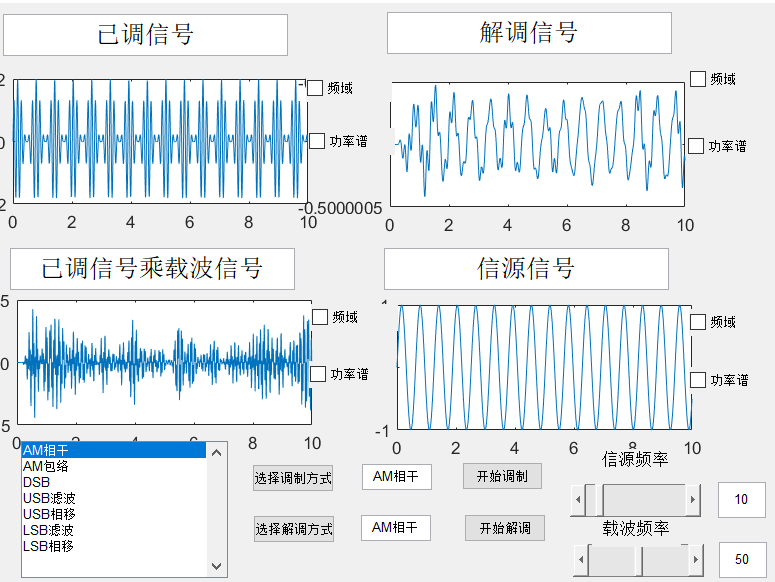 已调信号
解调信号
2
0
2
0 2 4 6 8 10
频域
功率谱
-0.5000005
0 2 4 6 8 10
频域
功率谱
已调信号乘载波信号
信源信号
5
0
5
0 2 4 6 8 10
频域
功率谱
1
-1
0 2 4 6 8 10
频域
功率谱
AM相干
AM包络
DSB
USB滤波
USB相移
LSB滤波
LSB相移
选择调制方式
AM相干
开始调制
选择解调方式
AM相干
开始解调
信源频率
10
载波频率
50